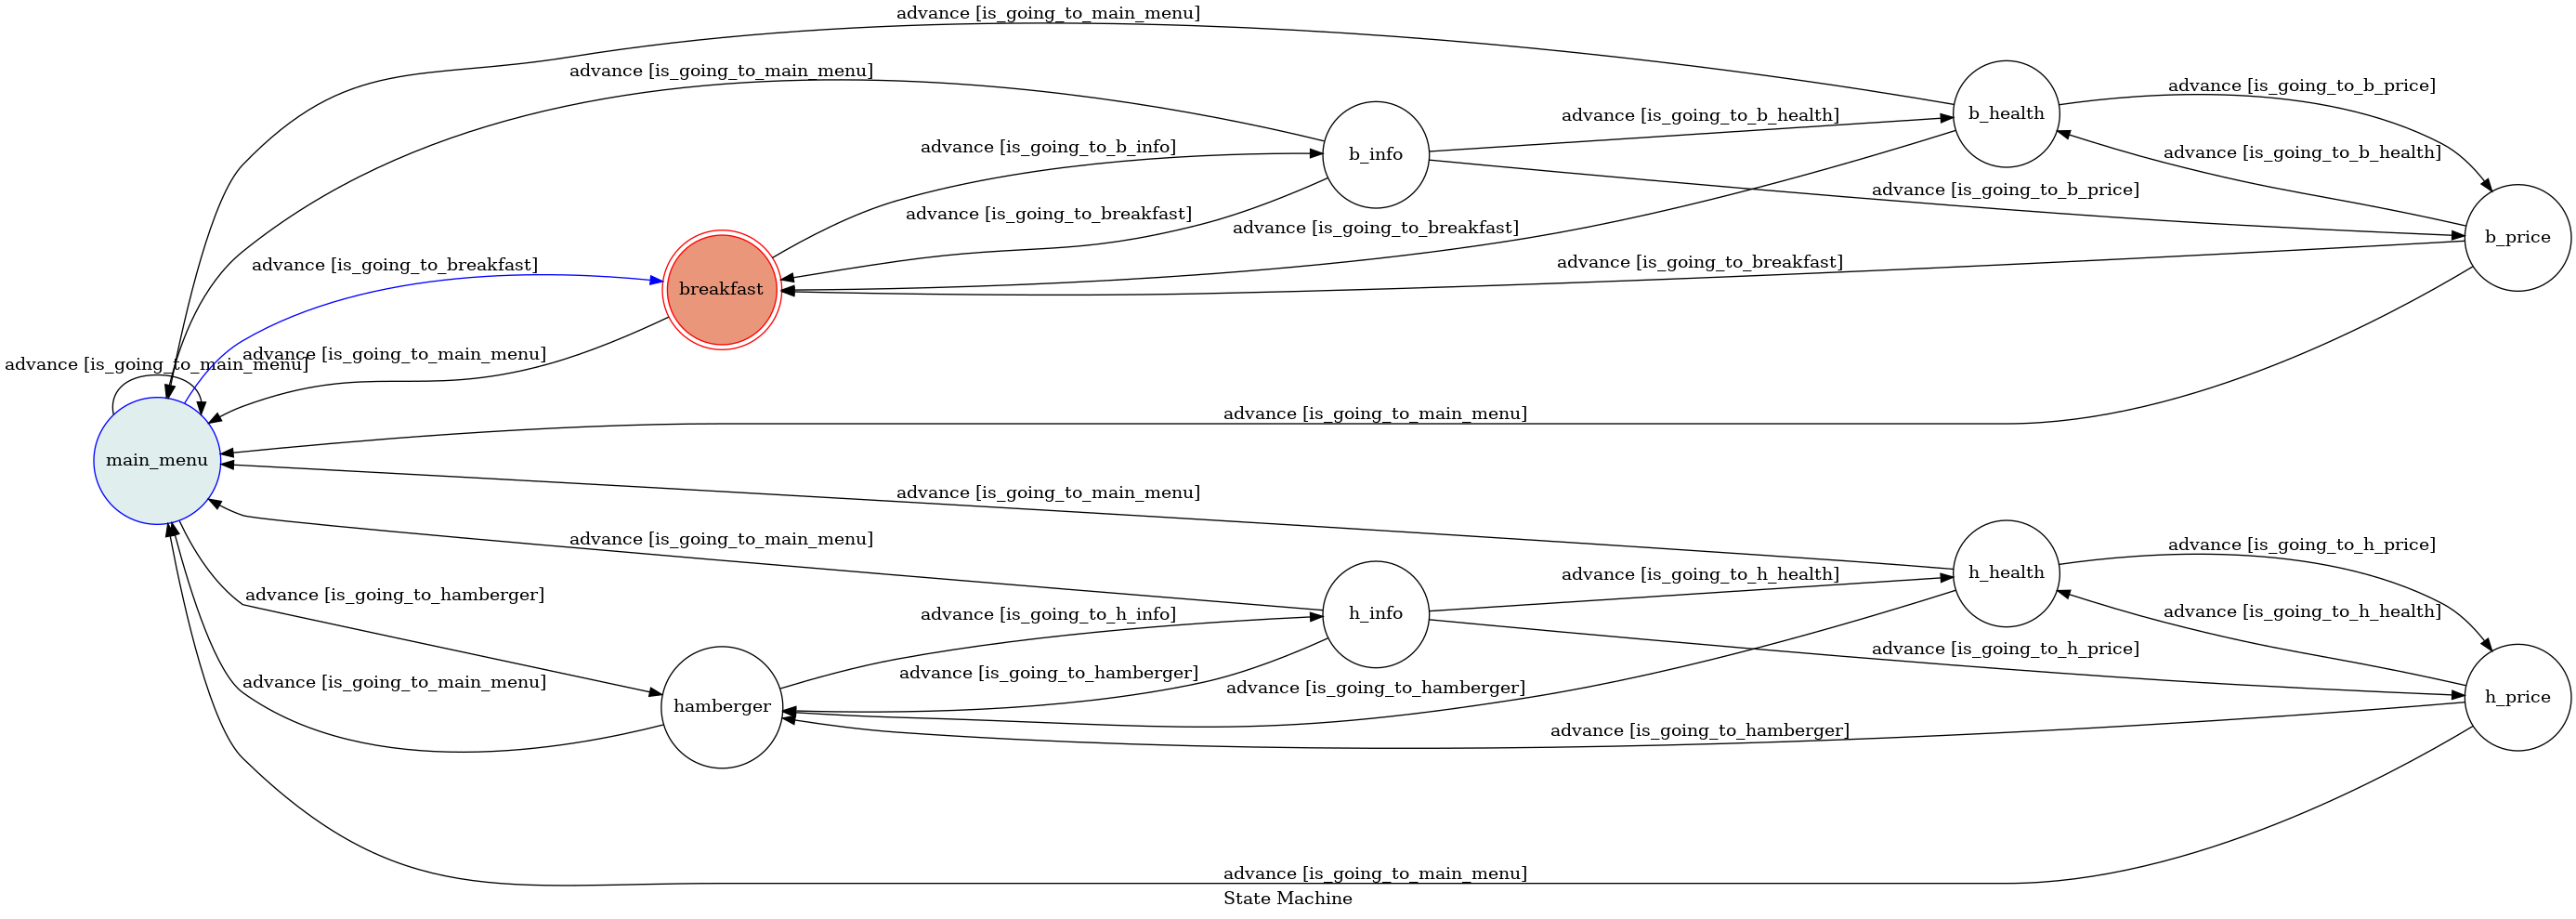 advance [is_going_to_main_menu]
advance [is_going_to_main_menu]
advance [is_going_to_b_price]
b_health
advance [is_going_to_b_health]
advance [is_going_to_b_info]
b_info
advance [is_going_to_b_health]
advance [is_going_to_b_price]
advance [is_going_to_breakfast]
advance [is_going_to_breakfast]
b_price
advance [is_going_to_breakfast]
advance [is_going_to_breakfast]
breakfast
advance [is_going_to_main_menu]
advance [is_going_to_main_menu]
advance [is_going_to_main_menu]
main_menu
advance [is_going_to_main_menu]
advance [is_going_to_main_menu]
advance [is_going_to_h_price]
advance [is_going_to_h_health]
h_health
advance [is_going_to_hamberger]
advance [is_going_to_h_info]
h_info
advance [is_going_to_h_health]
advance [is_going_to_h_price]
advance [is_going_to_hamberger]
advance [is_going_to_main_menu]
advance [is_going_to_hamberger]
h_price
hamberger
advance [is_going_to_hamberger]
advance [is_going_to_main_menu]
State Machine